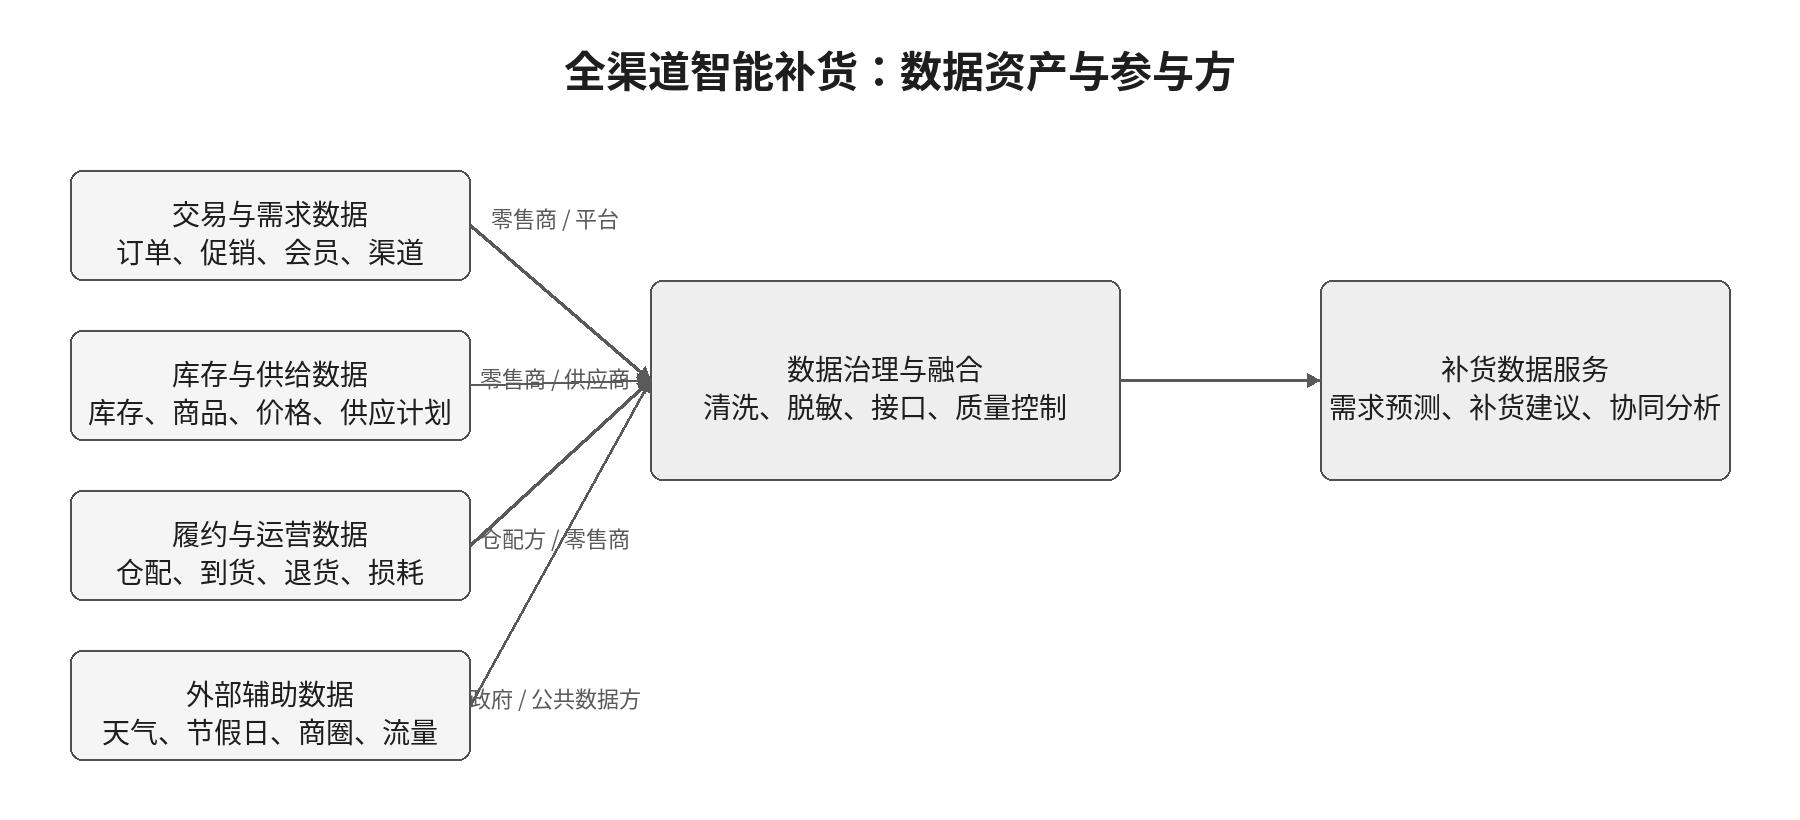 全渠道智能补货：数据资产与参与方
交易与需求数据
订单、促销、会员、渠道
零售商 / 平台
库存与供给数据
库存、商品、价格、供应计划
零售商 / 供应商
履约与运营数据
仓配、到货、退货、损耗
仓配方 / 零售商
外部辅助数据
天气、节假日、商圈、流量
政府 / 公共数据方
数据治理与融合
清洗、脱敏、接口、质量控制
补货数据服务
需求预测、补货建议、协同分析